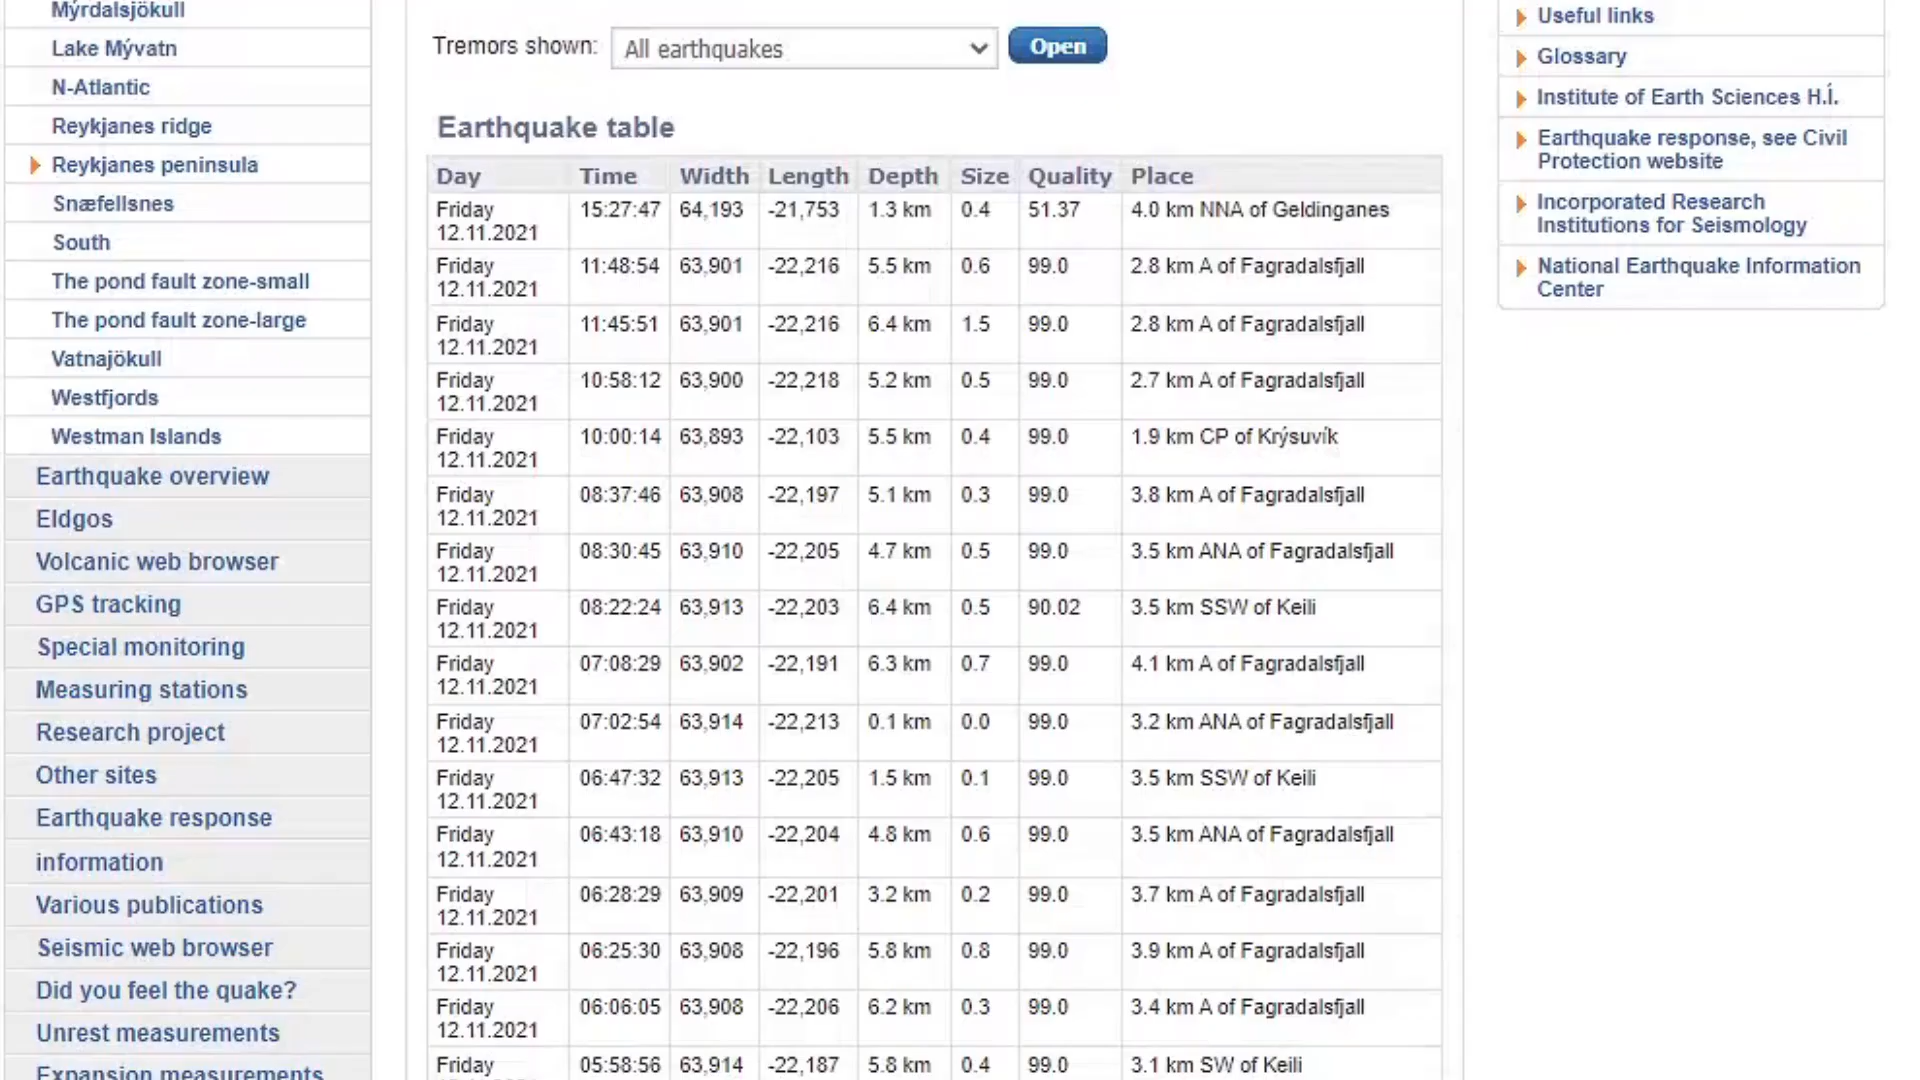 Mýrdalsjökull
Lake Mývatn
N-Atlantic
Reykjanes ridge
Reykjanes peninsula
Snæfellsnes
South
The pond fault zone-small
The pond fault zone-large
Vatnajökull
Westfjords
Westman Islands
Earthquake overview
Eldgos
Volcanic web browser
GPS tracking
Special monitoring
Measuring stations
Research project
Other sites
Earthquake response
information
Various publications
Seismic web browser
Did you feel the quake?
Unrest measurements
Expansion measurements
Tremors shown: All earthquakes Open
Earthquake table
Day Time Width Length Depth Size Quality Place
Friday 15:27:47 64,193 -21,753 1.3 km 0.4 51.37 4.0 km NNA of Geldinganes
12.11.2021
Friday 11:48:54 63,901 -22,216 5.5 km 0.6 99.0 2.8 km A of Fagradalsfjall
12.11.2021
Friday 11:45:51 63,901 -22,216 6.4 km 1.5 99.0 2.8 km A of Fagradalsfjall
12.11.2021
Friday 10:58:12 63,900 -22,218 5.2 km 0.5 99.0 2.7 km A of Fagradalsfjall
12.11.2021
Friday 10:00:14 63,893 -22,103 5.5 km 0.4 99.0 1.9 km CP of Krýsuvík
12.11.2021
Friday 08:37:46 63,908 -22,197 5.1 km 0.3 99.0 3.8 km A of Fagradalsfjall
12.11.2021
Friday 08:30:45 63,910 -22,205 4.7 km 0.5 99.0 3.5 km ANA of Fagradalsfjall
12.11.2021
Friday 08:22:24 63,913 -22,203 6.4 km 0.5 90.02 3.5 km SSW of Keili
12.11.2021
Friday 07:08:29 63,902 -22,191 6.3 km 0.7 99.0 4.1 km A of Fagradalsfjall
12.11.2021
Friday 07:02:54 63,914 -22,213 0.1 km 0.0 99.0 3.2 km ANA of Fagradalsfjall
12.11.2021
Friday 06:47:32 63,913 -22,205 1.5 km 0.1 99.0 3.5 km SSW of Keili
12.11.2021
Friday 06:43:18 63,910 -22,204 4.8 km 0.6 99.0 3.5 km ANA of Fagradalsfjall
12.11.2021
Friday 06:28:29 63,909 -22,201 3.2 km 0.2 99.0 3.7 km A of Fagradalsfjall
12.11.2021
Friday 06:25:30 63,908 -22,196 5.8 km 0.8 99.0 3.9 km A of Fagradalsfjall
12.11.2021
Friday 06:06:05 63,908 -22,206 6.2 km 0.3 99.0 3.4 km A of Fagradalsfjall
12.11.2021
Friday 05:58:56 63,914 -22,187 5.8 km 0.4 99.0 3.1 km SW of Keili
Useful links
Glossary
Institute of Earth Sciences H.Í.
Earthquake response, see Civil
Protection website
Incorporated Research
Institutions for Seismology
National Earthquake Information
Center